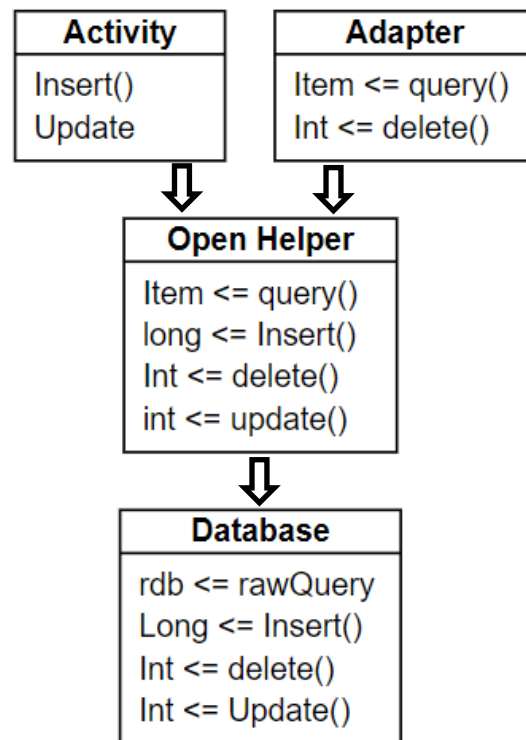 Activity
Insert()
Update
Adapter
Item <= query()
Int <= delete()
Open Helper
Item <= query()
long <= Insert()
Int <= delete()
int <= update()
Database
rdb <= rawQuery
Long <= Insert()
Int <= delete()
Int <= Update()